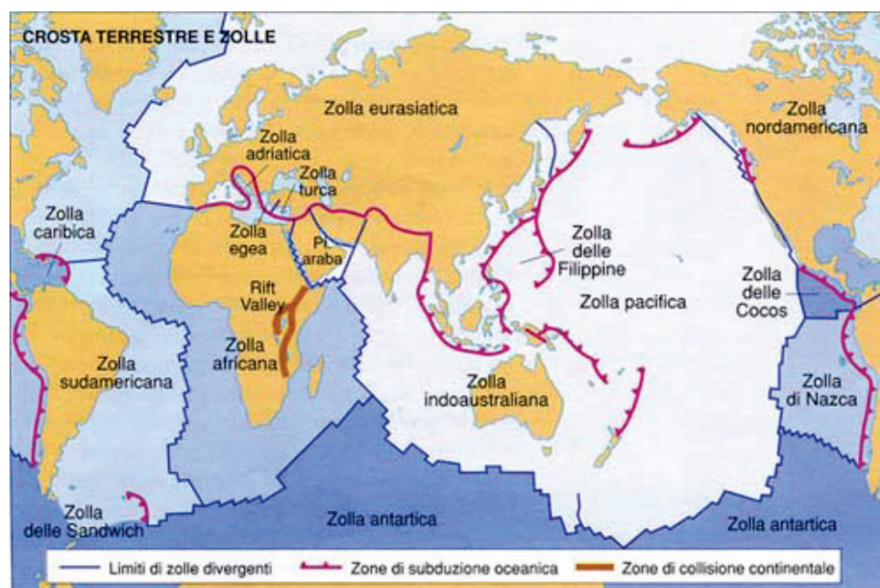 CROSTA TERRESTRE E ZOLLE
Zolla eurasiatica
Zolla
nordamericana
Zolla
adriatica
Zolla
turca
Zolla
caribica
Zolla
egea
Pl.
araba
Zolla
delle
Filippine
Zolla
delle
Cocos
Rift
Valley
Zolla pacifica
Zolla
sudamericana
Zolla
africana
Zolla
indoaustraliana
Zolla
di Nazca
Zolla
delle Sandwich
Zolla antartica
Zolla antartica
Limiti di zolle divergenti
Zone di subduzione oceanica
Zone di collisione continentale